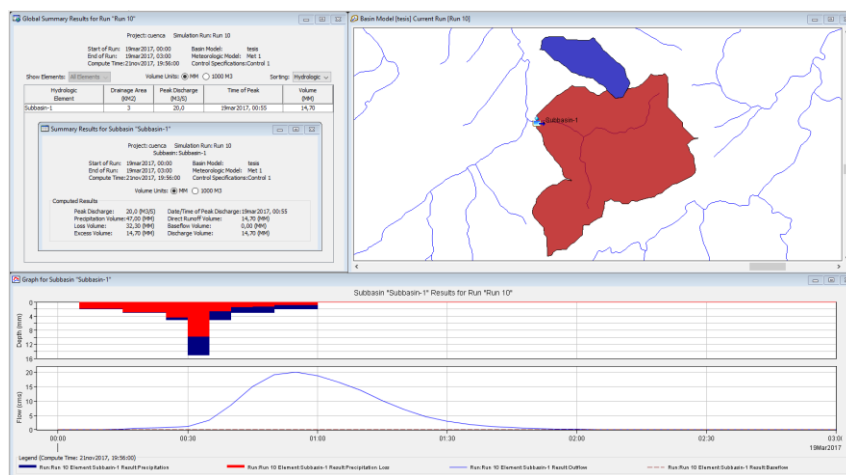 Global Summary Results for Run "Run 10"
Project:cuenca Simulation Run: Run 10
Start of Run: 19mar2017, 00:00 Basin Model: tesis
End of Run: 19mar2017, 03:00 Meteorologic Model: Met 1
Compute Time:21nov2017, 19:56:00 Control Specifications:Control 1
Show Elements: All Elements Volume Units: MM 1000 M3 Sorting: Hydrologic
Hydrologic Element Drainage Area (KM2) Peak Discharge (M3/S) Time of Peak Volume (MM)
Subbasin-1 3 20,0 19mar2017, 00:55 14,70
Summary Results for Subbasin "Subbasin-1"
Project:cuenca Simulation Run: Run 10
Subbasin: Subbasin-1
Start of Run: 19mar2017, 00:00 Basin Model: tesis
End of Run: 19mar2017, 03:00 Meteorologic Model: Met 1
Compute Time:21nov2017, 19:56:00 Control Specifications:Control 1
Volume Units: MM 1000 M3
Computed Results
Peak Discharge: 20,0 (M3/S) Date/Time of Peak Discharge:19mar2017, 00:55
Precipitation Volume:47,00 (MM) Direct Runoff Volume: 14,70 (MM)
Loss Volume: 32,30 (MM) Baseflow Volume: 0,00 (MM)
Excess Volume: 14,70 (MM) Discharge Volume: 14,70 (MM)
Basin Model [tesis] Current Run [Run 10]
Subbasin-1
Graph for Subbasin "Subbasin-1"
Subbasin "Subbasin-1" Results for Run "Run 10"
Depth (mm)
0
4
8
12
16
Flow (cms)
20
15
10
5
0
00:00 00:30 01:00 01:30 02:00 02:30 03:00
19Mar2017
Legend (Compute Time: 21nov2017, 19:56:00)
Run:Run 10 Element:Subbasin-1 Result:Precipitation Run:Run 10 Element:Subbasin-1 Result:Precipitation Loss Run:Run 10 Element:Subbasin-1 Result:Outflow Run:Run 10 Element:Subbasin-1 Result:Baseflow